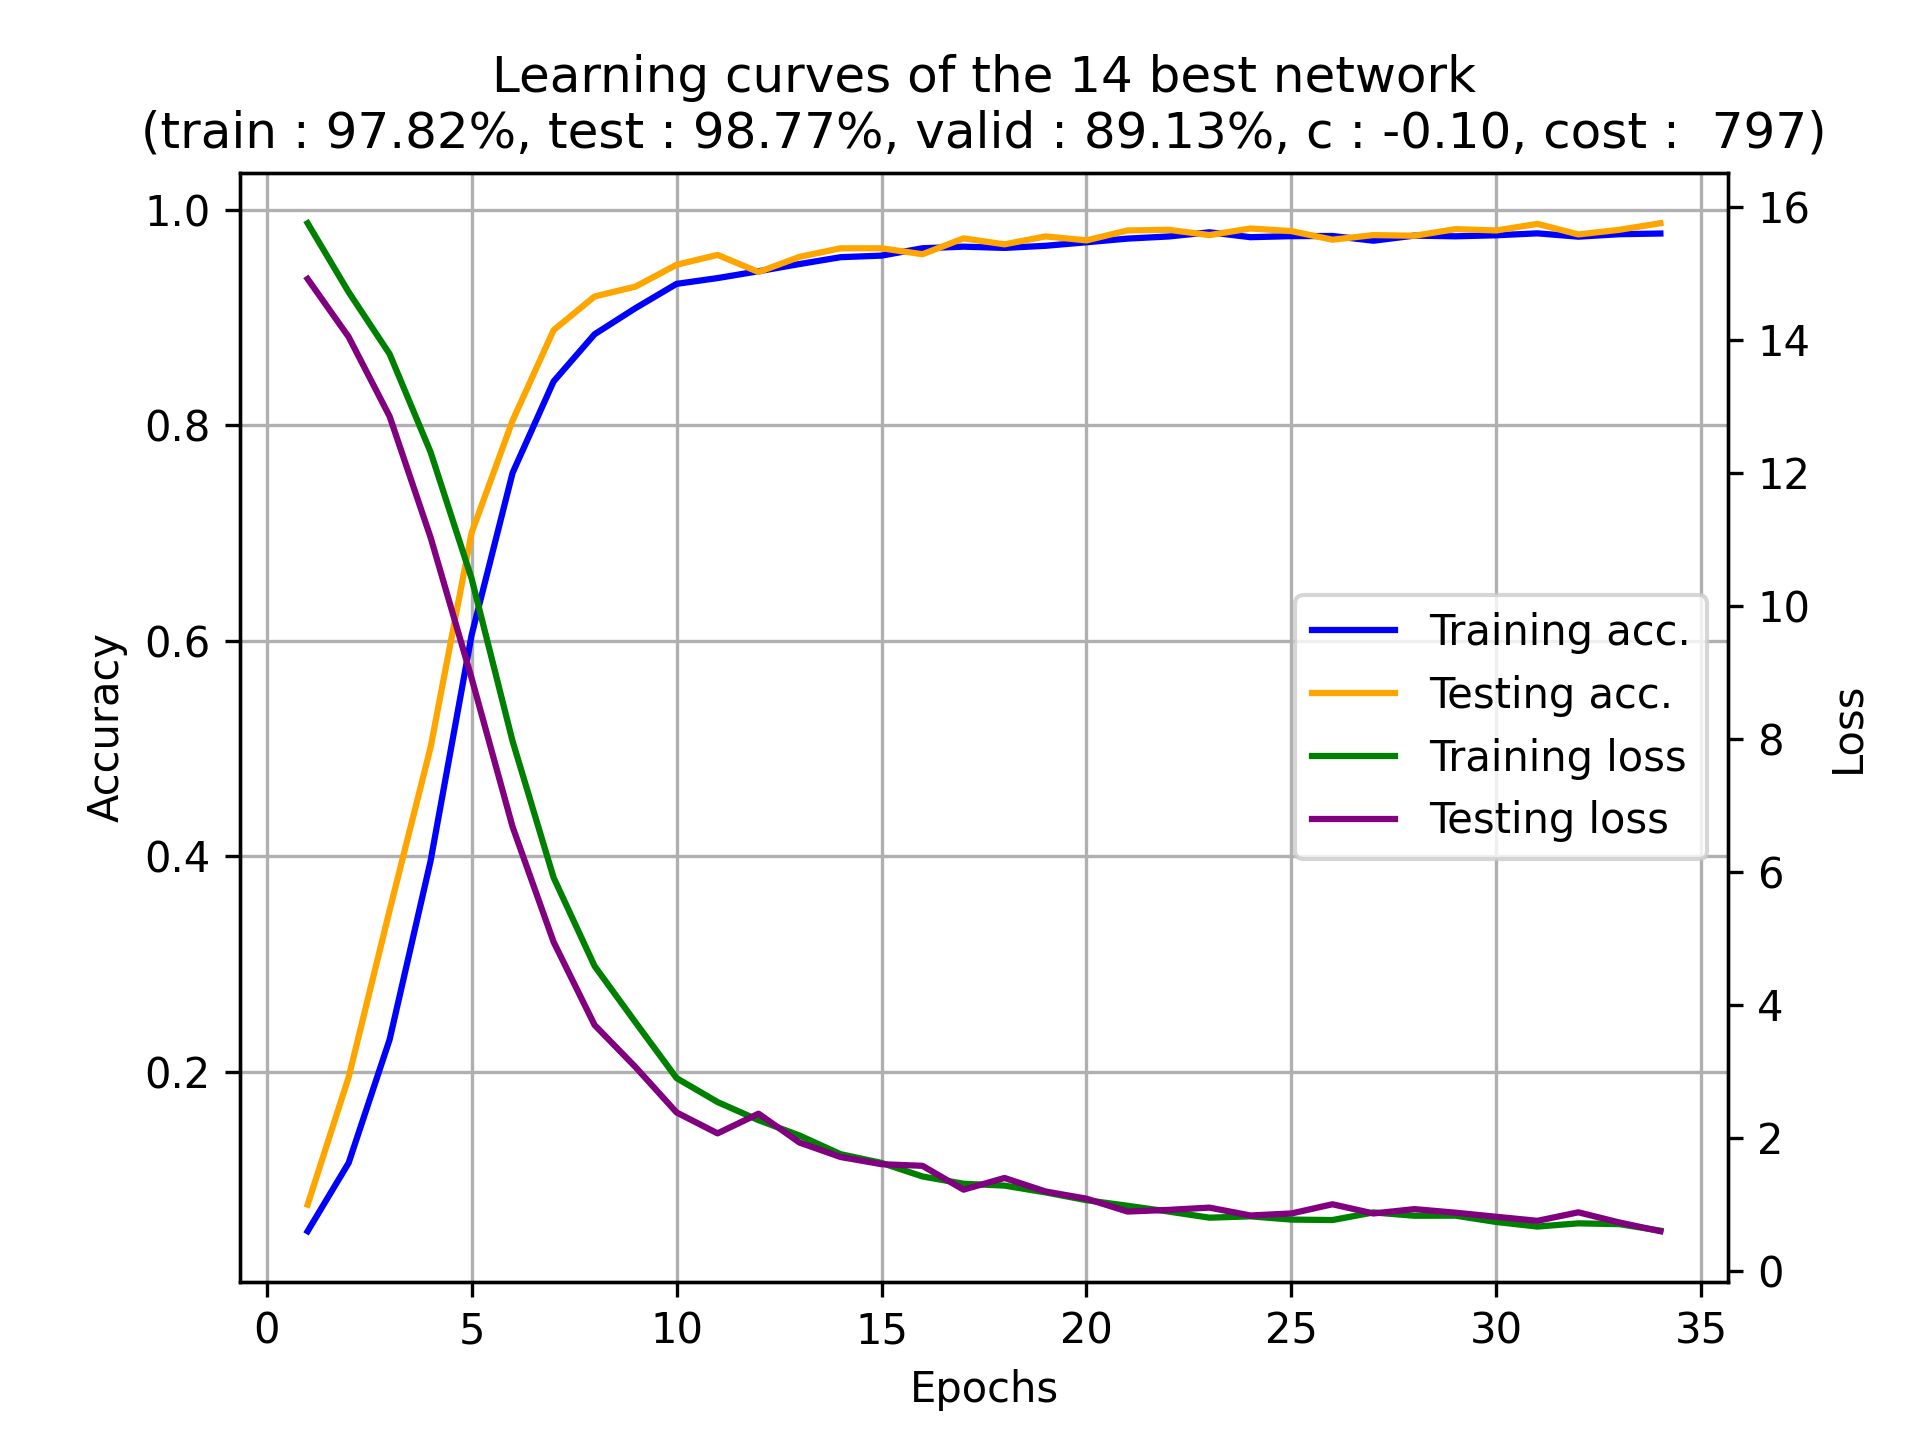 Learning curves of the 14 best network
(train : 97.82%, test : 98.77%, valid : 89.13%, c : -0.10, cost :  797)
1.0
0.8
0.6
0.4
0.2
Accuracy
16
14
12
10
8
6
4
2
0
Loss
Training acc.
Testing acc.
Training loss
Testing loss
0 5 10 15 20 25 30 35
Epochs